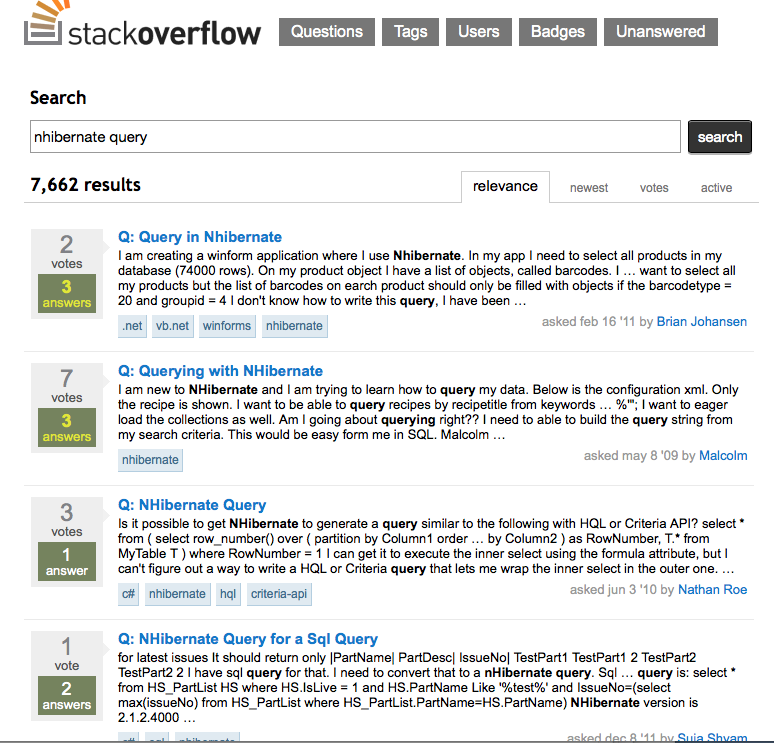 stackoverflow Questions Tags Users Badges Unanswered
Search
nhibernate query search
7,662 results relevance newest votes active
2
votes
3
answers
Q: Query in Nhibernate
I am creating a winform application where I use Nhibernate. In my app I need to select all products in my
database (74000 rows). On my product object I have a list of objects, called barcodes. I ... want to select all
my products but the list of barcodes on earch product should only be filled with objects if the barcodetype =
20 and groupid = 4 I don't know how to write this query, I have been ...
.net vb.net winforms nhibernate
asked feb 16 '11 by Brian Johansen
7
votes
3
answers
Q: Querying with NHibernate
I am new to NHibernate and I am trying to learn how to query my data. Below is the configuration xml. Only
the recipe is shown. I want to be able to query recipes by recipetitle from keywords ... %'"; I want to eager
load the collections as well. Am I going about querying right?? I need to able to build the query string from
my search criteria. This would be easy form me in SQL. Malcolm ...
nhibernate
asked may 8 '09 by Malcolm
3
votes
1
answer
Q: NHibernate Query
Is it possible to get NHibernate to generate a query similar to the following with HQL or Criteria API? select *
from ( select row_number() over ( partition by Column1 order ... by Column2 ) as RowNumber, T.* from
MyTable T ) where RowNumber = 1 I can get it to execute the inner select using the formula attribute, but I
can't figure out a way to write a HQL or Criteria query that lets me wrap the inner select in the outer one. ...
c# nhibernate hql criteria-api
asked jun 3 '10 by Nathan Roe
1
vote
2
answers
Q: NHibernate Query for a Sql Query
for latest issues It should return only |PartName| PartDesc| IssueNo| TestPart1 TestPart1 2 TestPart2
TestPart2 2 I have sql query for that. I need to convert that to a nHibernate query. Sql ... query is: select *
from HS_PartList HS where HS.IsLive = 1 and HS.PartName Like '%test%' and IssueNo=(select
max(issueNo) from HS_PartList where HS_PartList.PartName=HS.PartName) NHibernate version is
2.1.2.4000 ...
c# sql nhibernate
asked dec 8 '11 by Suja Shyam